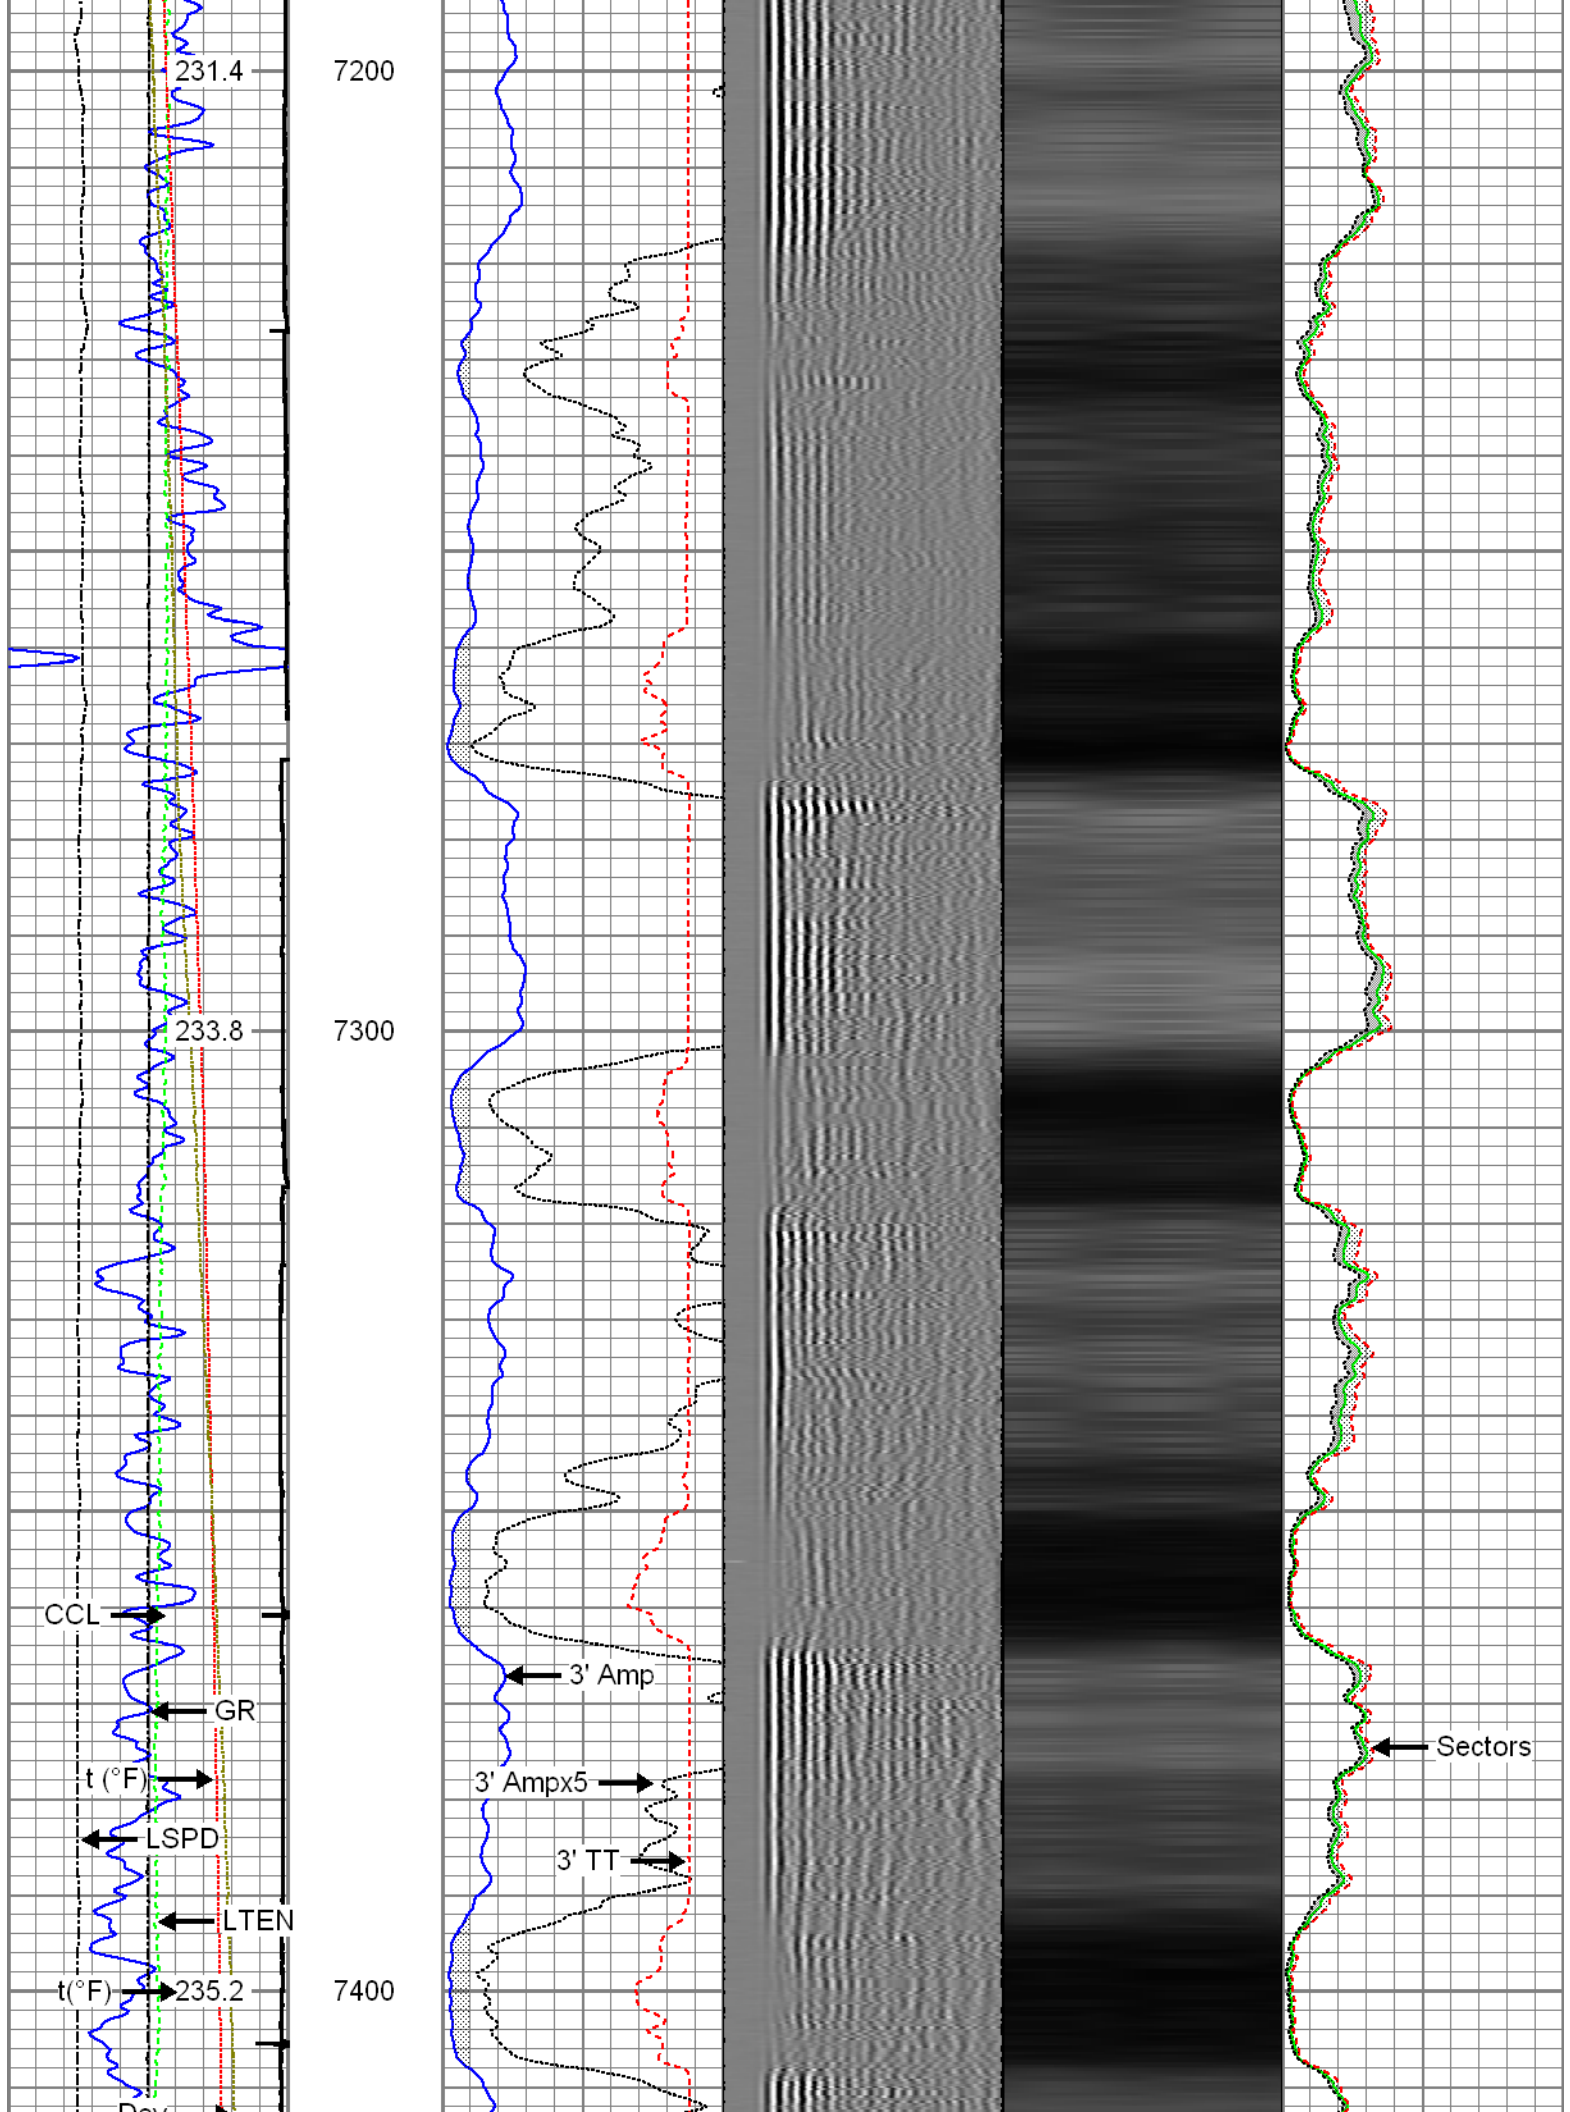 231.4
7200
233.8
7300
CCL
3' Amp
GR
Sectors
t (°F)
3' Ampx5
LSPD
3' TT
LTEN
t(°F)
235.2
7400